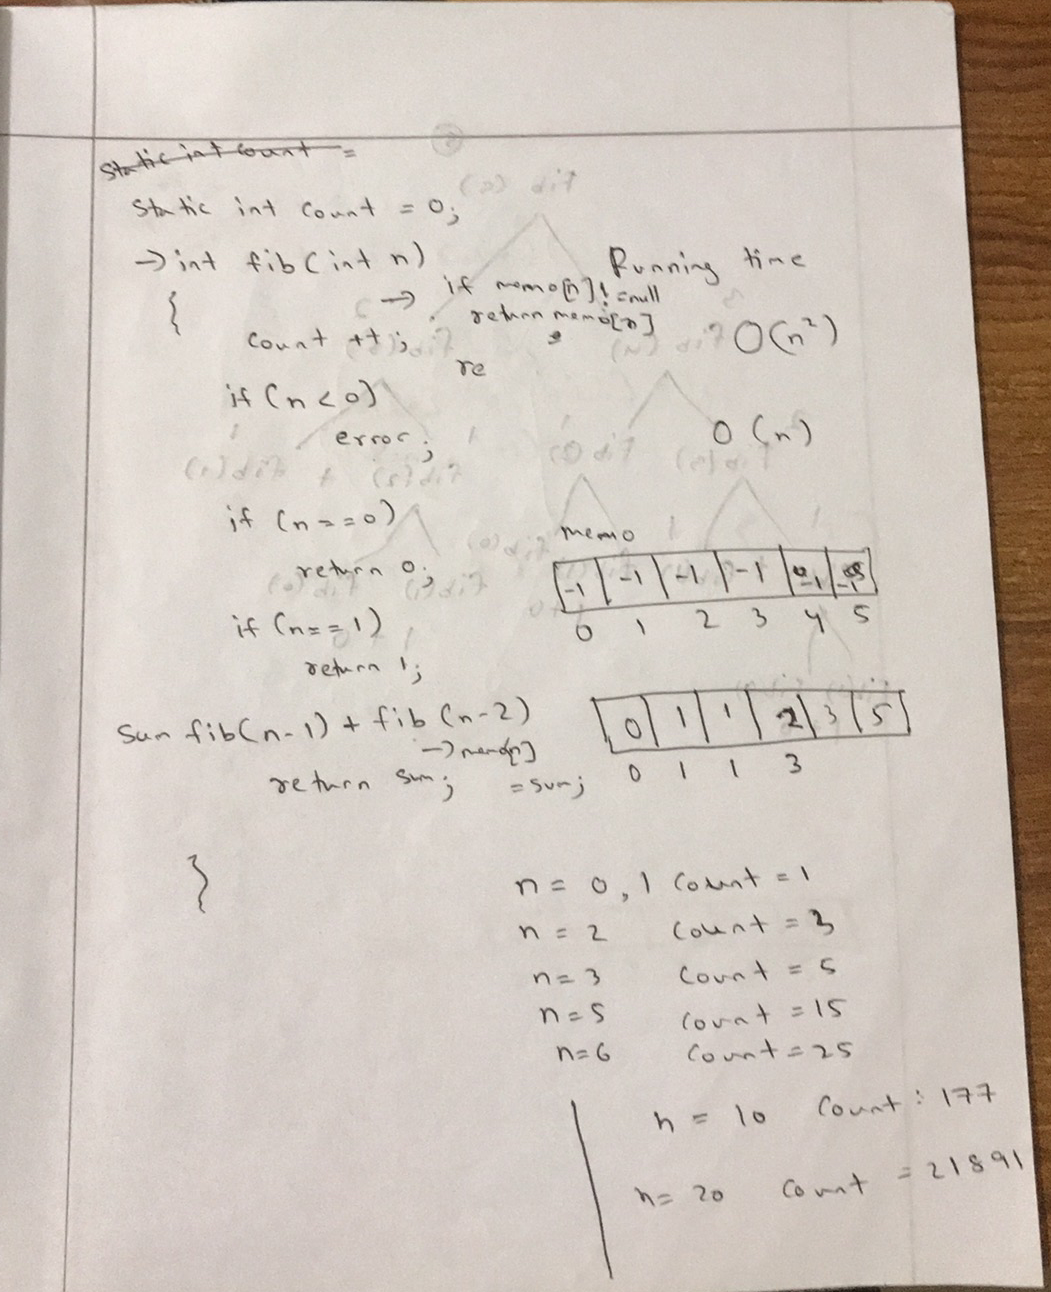 Static int count =
Static int count = 0;
→ int fib(int n)
{
→ if memo[n] != null
return memo[n]
count ++;
re
if (n < 0)
error;
if (n == 0)
return 0;
if (n == 1)
return 1;
Sum fib(n-1) + fib (n-2)
→ memo[n]
= sum;
return sum;
}
Running time
O(n²)
O(n)
memo
-1 -1 -1 -1 -1 -1
0 1 2 3 4 5
0 1 1 2 3 5
0 1 1 3
n = 0, 1 Count = 1
n = 2 Count = 3
n = 3 Count = 5
n = 5 Count = 15
n = 6 Count = 25
n = 10 Count : 177
n = 20 Count = 21891